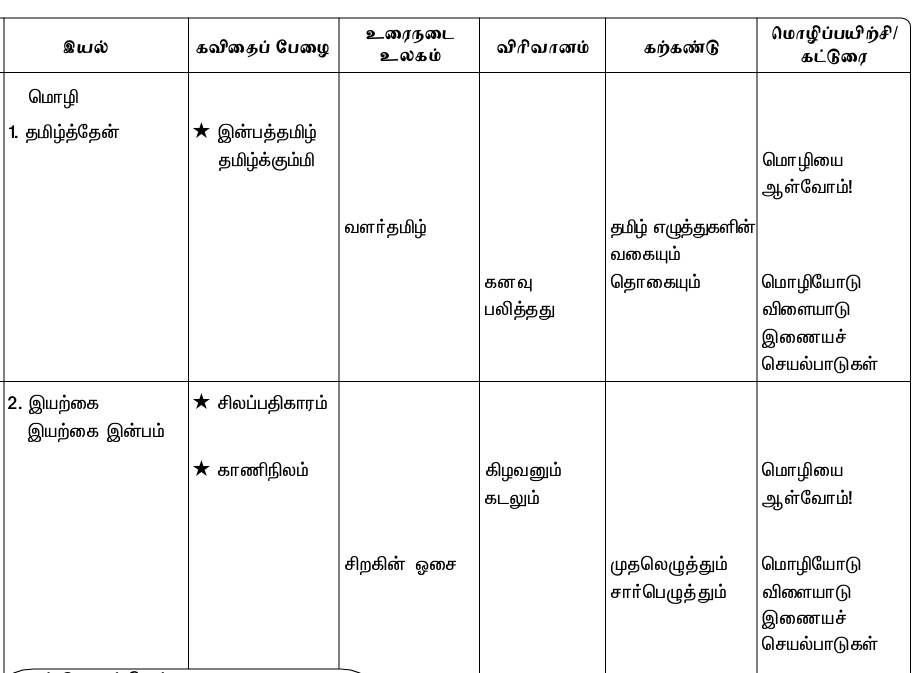 இயல்
கவிதைப் பேழை
உரைநடை
உலகம்
விரிவானம்
கற்கண்டு
மொழிப்பயிற்சி/
கட்டுரை
மொழி
1. தமிழ்த்தேன்
★ இன்பத்தமிழ்
தமிழ்க்கும்மி
வளர்தமிழ்
கனவு
பலித்தது
தமிழ் எழுத்துகளின்
வகையும்
தொகையும்
மொழியை
ஆள்வோம்!
மொழியோடு
விளையாடு
இணையச்
செயல்பாடுகள்
2. இயற்கை
இயற்கை இன்பம்
★ சிலப்பதிகாரம்
★ காணிநிலம்
சிறகின் ஓசை
கிழவனும்
கடலும்
முதலெழுத்தும்
சார்பெழுத்தும்
மொழியை
ஆள்வோம்!
மொழியோடு
விளையாடு
இணையச்
செயல்பாடுகள்